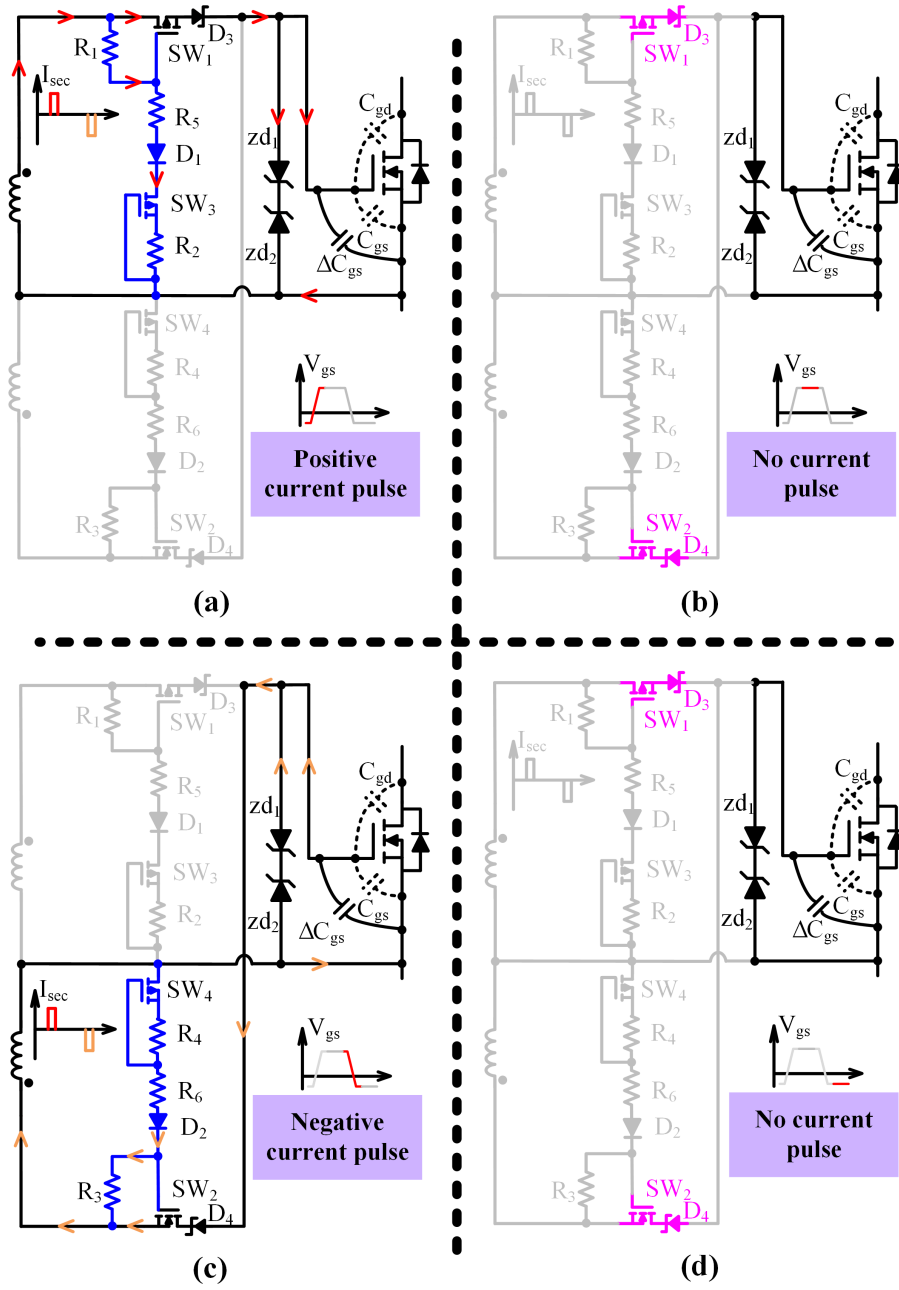 D3
R1
SW1
Isec
R5
zd1
Cgd
D1
SW3
R2
zd2
Cgs
ΔCgs
SW4
R4
Vgs
R6
D2
R3
SW2
D4
Positive
current pulse
(a)
D3
R1
SW1
Isec
R5
zd1
Cgd
D1
SW3
R2
zd2
Cgs
ΔCgs
SW4
R4
Vgs
R6
D2
R3
SW2
D4
No current
pulse
(b)
D3
R1
SW1
R5
zd1
Cgd
D1
SW3
R2
zd2
Cgs
ΔCgs
Isec
SW4
R4
Vgs
R6
D2
R3
SW2
D4
Negative
current pulse
(c)
D3
R1
SW1
Isec
R5
zd1
Cgd
D1
SW3
R2
zd2
Cgs
ΔCgs
SW4
R4
Vgs
R6
D2
R3
SW2
D4
No current
pulse
(d)